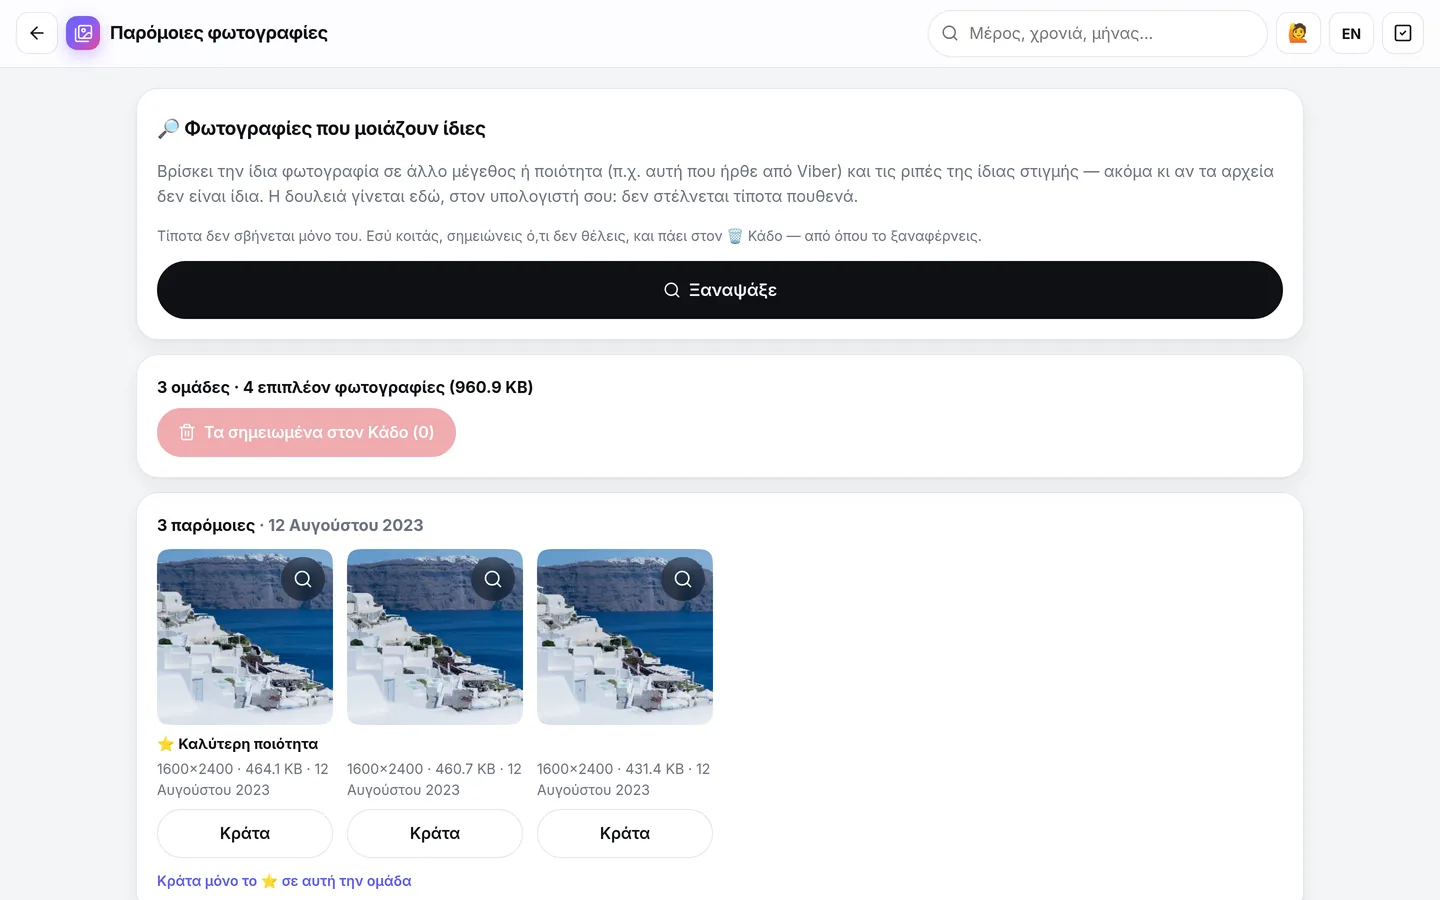 Παρόμοιες φωτογραφίες
Μέρος, χρονιά, μήνας...
EN
🔎 Φωτογραφίες που μοιάζουν ίδιες
Βρίσκει την ίδια φωτογραφία σε άλλο μέγεθος ή ποιότητα (π.χ. αυτή που ήρθε από Viber) και τις ριπές της ίδιας στιγμής — ακόμα κι αν τα αρχεία
δεν είναι ίδια. Η δουλειά γίνεται εδώ, στον υπολογιστή σου: δεν στέλνεται τίποτα πουθενά.
Τίποτα δεν σβήνεται μόνο του. Εσύ κοιτάς, σημειώνεις ό,τι δεν θέλεις, και πάει στον 🗑️ Κάδο — από όπου το ξαναφέρνεις.
Ξαναψάξε
3 ομάδες · 4 επιπλέον φωτογραφίες (960.9 KB)
Τα σημειωμένα στον Κάδο (0)
3 παρόμοιες · 12 Αυγούστου 2023
⭐ Καλύτερη ποιότητα
1600×2400 · 464.1 KB · 12
Αυγούστου 2023
1600×2400 · 460.7 KB · 12
Αυγούστου 2023
1600×2400 · 431.4 KB · 12
Αυγούστου 2023
Κράτα
Κράτα
Κράτα
Κράτα μόνο το ⭐ σε αυτή την ομάδα